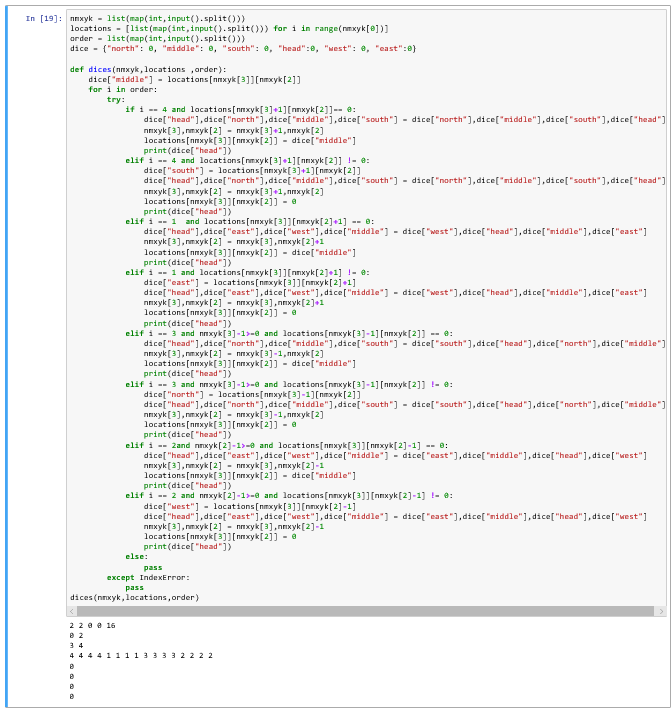 In [19]: nmxyk = list(map(int,input().split()))
locations = [list(map(int,input().split())) for i in range(nmxyk[0])]
order = list(map(int,input().split()))
dice = {"north": 0, "middle": 0, "south": 0, "head":0, "west": 0, "east":0}
def dices(nmxyk,locations ,order):
    dice["middle"] = locations[nmxyk[3]][nmxyk[2]]
    for i in order:
        try:
            if i == 4 and locations[nmxyk[3]+1][nmxyk[2]]== 0:
                dice["head"],dice["north"],dice["middle"],dice["south"] = dice["north"],dice["middle"],dice["south"],dice["head"]
                nmxyk[3],nmxyk[2] = nmxyk[3]+1,nmxyk[2]
                locations[nmxyk[3]][nmxyk[2]] = dice["middle"]
                print(dice["head"])
            elif i == 4 and locations[nmxyk[3]+1][nmxyk[2]] != 0:
                dice["south"] = locations[nmxyk[3]+1][nmxyk[2]]
                dice["head"],dice["north"],dice["middle"],dice["south"] = dice["north"],dice["middle"],dice["south"],dice["head"]
                nmxyk[3],nmxyk[2] = nmxyk[3]+1,nmxyk[2]
                locations[nmxyk[3]][nmxyk[2]] = 0
                print(dice["head"])
            elif i == 1  and locations[nmxyk[3]][nmxyk[2]+1] == 0:
                dice["head"],dice["east"],dice["west"],dice["middle"] = dice["west"],dice["head"],dice["middle"],dice["east"]
                nmxyk[3],nmxyk[2] = nmxyk[3],nmxyk[2]+1
                locations[nmxyk[3]][nmxyk[2]] = dice["middle"]
                print(dice["head"])
            elif i == 1 and locations[nmxyk[3]][nmxyk[2]+1] != 0:
                dice["east"] = locations[nmxyk[3]][nmxyk[2]+1]
                dice["head"],dice["east"],dice["west"],dice["middle"] = dice["west"],dice["head"],dice["middle"],dice["east"]
                nmxyk[3],nmxyk[2] = nmxyk[3],nmxyk[2]+1
                locations[nmxyk[3]][nmxyk[2]] = 0
                print(dice["head"])
            elif i == 3 and nmxyk[3]-1>=0 and locations[nmxyk[3]-1][nmxyk[2]] == 0:
                dice["head"],dice["north"],dice["middle"],dice["south"] = dice["south"],dice["head"],dice["north"],dice["middle"]
                nmxyk[3],nmxyk[2] = nmxyk[3]-1,nmxyk[2]
                locations[nmxyk[3]][nmxyk[2]] = dice["middle"]
                print(dice["head"])
            elif i == 3 and nmxyk[3]-1>=0 and locations[nmxyk[3]-1][nmxyk[2]] != 0:
                dice["north"] = locations[nmxyk[3]-1][nmxyk[2]]
                dice["head"],dice["north"],dice["middle"],dice["south"] = dice["south"],dice["head"],dice["north"],dice["middle"]
                nmxyk[3],nmxyk[2] = nmxyk[3]-1,nmxyk[2]
                locations[nmxyk[3]][nmxyk[2]] = 0
                print(dice["head"])
            elif i == 2and nmxyk[2]-1>=0 and locations[nmxyk[3]][nmxyk[2]-1] == 0:
                dice["head"],dice["east"],dice["west"],dice["middle"] = dice["east"],dice["middle"],dice["head"],dice["west"]
                nmxyk[3],nmxyk[2] = nmxyk[3],nmxyk[2]-1
                locations[nmxyk[3]][nmxyk[2]] = dice["middle"]
                print(dice["head"])
            elif i == 2 and nmxyk[2]-1>=0 and locations[nmxyk[3]][nmxyk[2]-1] != 0:
                dice["west"] = locations[nmxyk[3]][nmxyk[2]-1]
                dice["head"],dice["east"],dice["west"],dice["middle"] = dice["east"],dice["middle"],dice["head"],dice["west"]
                nmxyk[3],nmxyk[2] = nmxyk[3],nmxyk[2]-1
                locations[nmxyk[3]][nmxyk[2]] = 0
                print(dice["head"])
            else:
                pass
        except IndexError:
            pass
dices(nmxyk,locations,order)
2 2 0 0 16
0 2
3 4
4 4 4 4 1 1 1 1 3 3 3 3 2 2 2 2
0
0
0
0